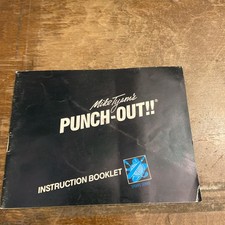 Mike Tyson's
PUNCH-OUT!!®
INSTRUCTION BOOKLET